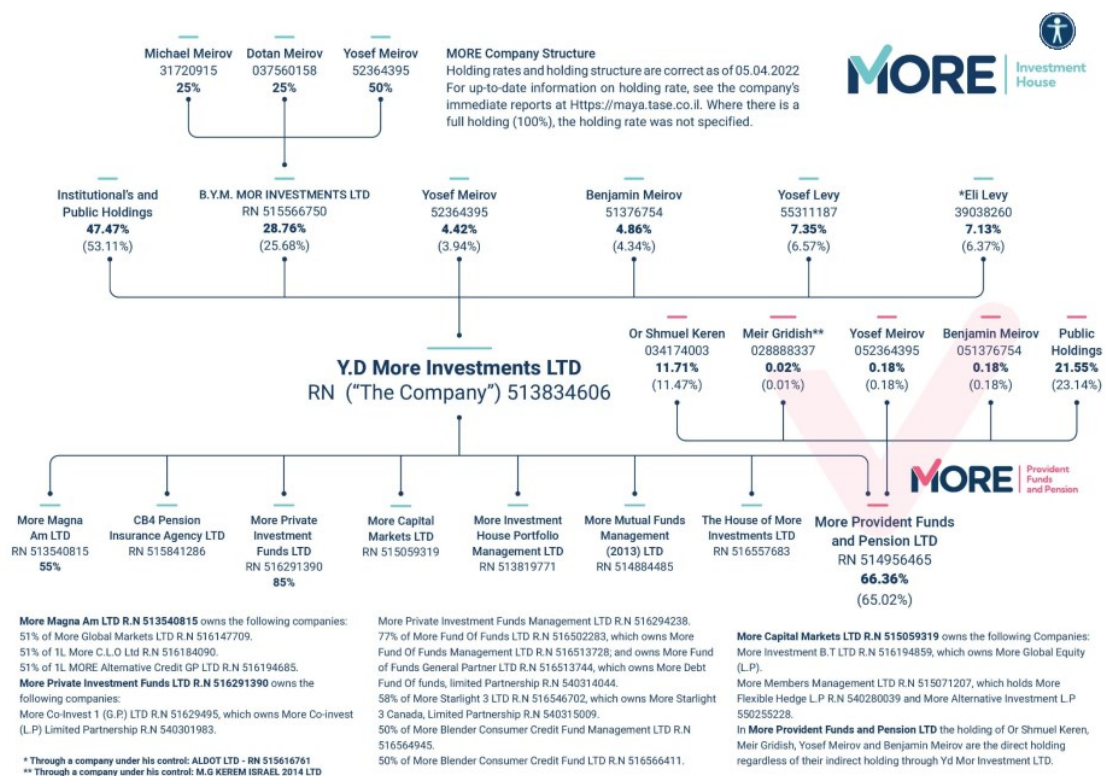 Michael Meirov
31720915
25%
Dotan Meirov
037560158
25%
Yosef Meirov
52364395
50%
MORE Company Structure
Holding rates and holding structure are correct as of 05.04.2022
For up-to-date information on holding rate, see the company's
immediate reports at Https://maya.tase.co.il. Where there is a
full holding (100%), the holding rate was not specified.
MORE
Investment
House
Institutional's and
Public Holdings
47.47%
(53.11%)
B.Y.M. MOR INVESTMENTS LTD
RN 515566750
28.76%
(25.68%)
Yosef Meirov
52364395
4.42%
(3.94%)
Benjamin Meirov
51376754
4.86%
(4.34%)
Yosef Levy
55311187
7.35%
(6.57%)
*Eli Levy
39038260
7.13%
(6.37%)
Y.D More Investments LTD
RN ("The Company") 513834606
Or Shmuel Keren
034174003
11.71%
(11.47%)
Meir Gridish**
028888337
0.02%
(0.01%)
Yosef Meirov
052364395
0.18%
(0.18%)
Benjamin Meirov
051376754
0.18%
(0.18%)
Public
Holdings
21.55%
(23.14%)
MORE
Provident
Funds
and Pension
More Magna
Am LTD
RN 513540815
55%
CB4 Pension
Insurance Agency LTD
RN 515841286
More Private
Investment
Funds LTD
RN 516291390
85%
More Capital
Markets LTD
RN 515059319
More Investment
House Portfolio
Management LTD
RN 513819771
More Mutual Funds
Management
(2013) LTD
RN 514884485
The House of More
Investments LTD
RN 516557683
More Provident Funds
and Pension LTD
RN 514956465
66.36%
(65.02%)
More Magna Am LTD R.N 513540815 owns the following companies:
51% of More Global Markets LTD R.N 516147709.
51% of 1L More C.L.O Ltd RN 516184090.
51% of 1L MORE Alternative Credit GP LTD RN 516194685.
More Private Investment Funds LTD R.N 516291390 owns the
following companies:
More Co-Invest 1 (G.P.) LTD R.N 51629495, which owns More Co-invest
(L.P) Limited Partnership R.N 540301983.
* Through a company under his control: ALDOT LTD - RN 515616761
** Through a company under his control: M.G KEREM ISRAEL 2014 LTD
More Private Investment Funds Management LTD R.N 516294238.
77% of More Fund Of Funds LTD R.N 516502283, which owns More
Fund Of Funds Management LTD R.N 516513728; and owns More Fund
of Funds General Partner LTD R.N 516513744, which owns More Debt
Fund Of funds, limited Partnership R.N 540314044.
58% of More Starlight 3 LTD R.N 516546702, which owns More Starlight
3 Canada, Limited Partnership R.N 540315009.
50% of More Blender Consumer Credit Fund Management LTD R.N
516564945.
50% of More Blender Consumer Credit Fund LTD R.N 516566411.
More Capital Markets LTD R.N 515059319 owns the following Companies:
More Investment B.T LTD R.N 516194859, which owns More Global Equity
(L.P).
More Members Management LTD R.N 515071207, which holds More
Flexible Hedge L.P R.N 540280039 and More Alternative Investment L.P
550255228.
In More Provident Funds and Pension LTD the holding of Or Shmuel Keren,
Meir Gridish, Yosef Meirov and Benjamin Meirov are the direct holding
regardless of their indirect holding through Yd Mor Investment LTD.